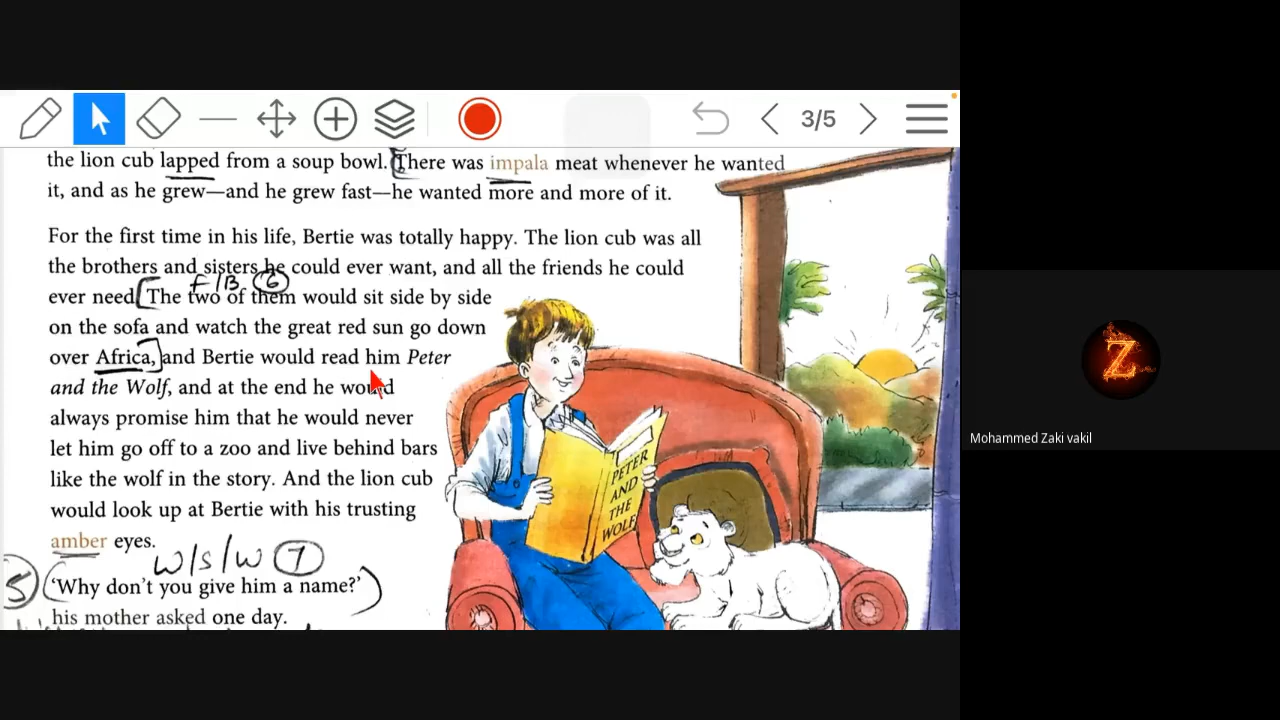 3/5
the lion cub lapped from a soup bowl. There was impala meat whenever he wanted
it, and as he grew—and he grew fast—he wanted more and more of it.
For the first time in his life, Bertie was totally happy. The lion cub was all
the brothers and sisters he could ever want, and all the friends he could
F/B 6
ever need. The two of them would sit side by side
on the sofa and watch the great red sun go down
over Africa, and Bertie would read him Peter
and the Wolf, and at the end he would
always promise him that he would never
let him go off to a zoo and live behind bars
like the wolf in the story. And the lion cub
would look up at Bertie with his trusting
amber eyes.
W/S/W 7
5 'Why don't you give him a name?'
his mother asked one day.
PETER
AND
THE
WOLF
Z
Mohammed Zaki vakil